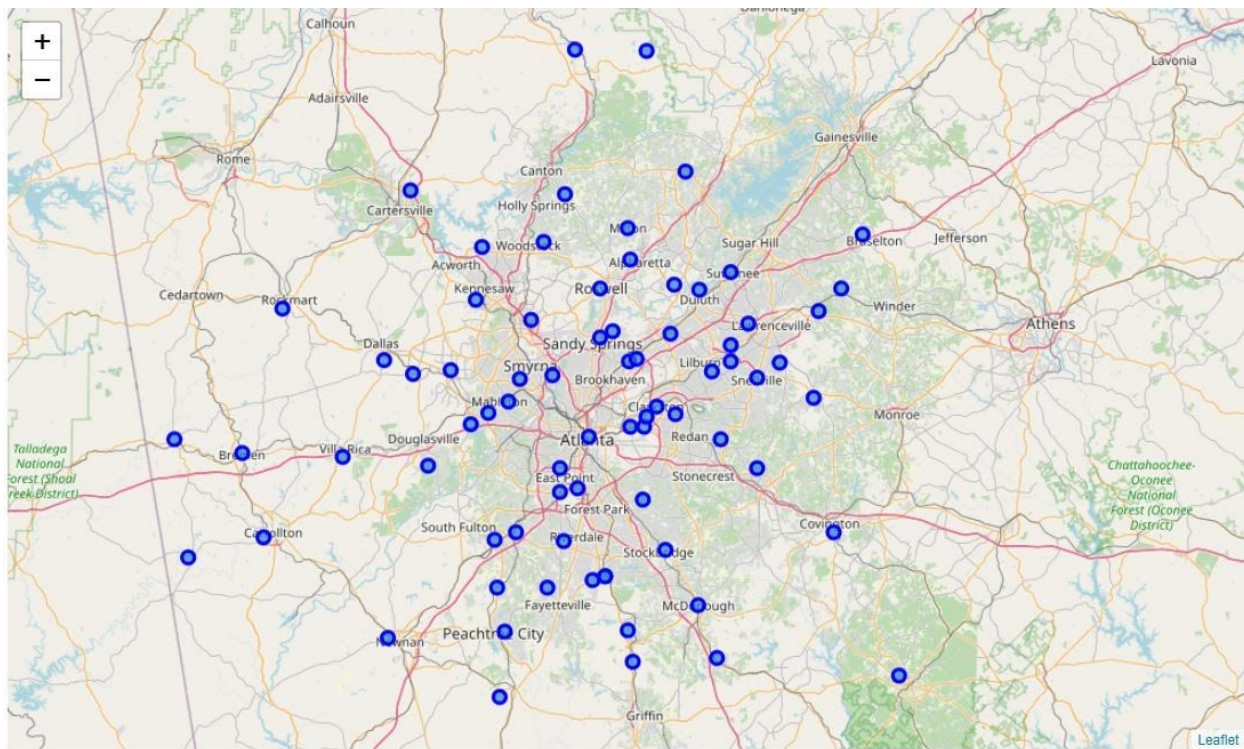 Calhoun
Dahlonega
+
−
Lavonia
Adairsville
Gainesville
Rome
Canton
Cartersville
Holly Springs
Milton
Sugar Hill
Braselton
Jefferson
Woodstock
Acworth
Alpharetta
Suwanee
Kennesaw
Cedartown
Rockmart
Roswell
Duluth
Winder
Lawrenceville
Athens
Dallas
Sandy Springs
Smyrna
Brookhaven
Lilburn
Snellville
Mableton
Clarkston
Monroe
Douglasville
Atlanta
Redan
Talladega
National
Forest (Shoal
Creek District)
Bremen
Villa Rica
East Point
Stonecrest
Chattahoochee-
Oconee
National
Forest (Oconee
District)
Forest Park
South Fulton
Riverdale
Covington
Carrollton
Stockbridge
Fayetteville
McDonough
Newnan
Peachtree City
Griffin
Leaflet